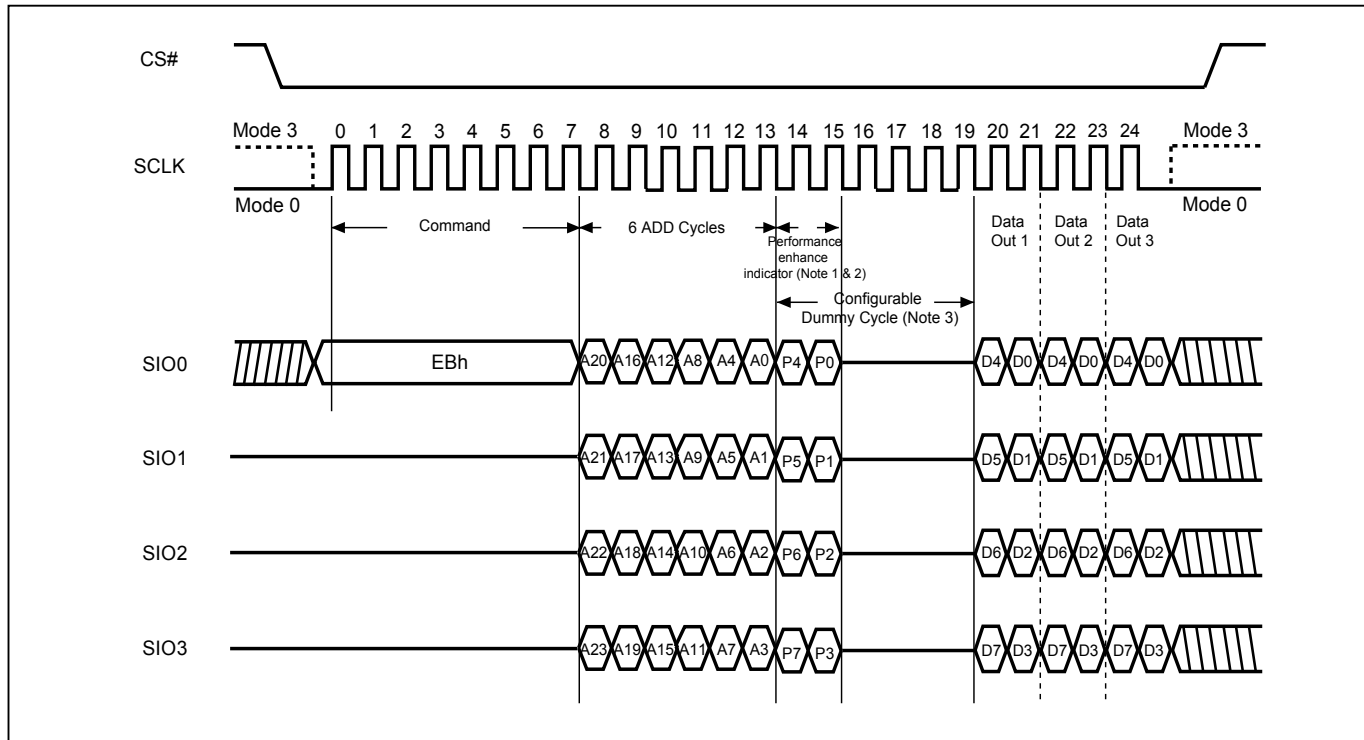 CS#
Mode 3 0 1 2 3 4 5 6 7 8 9 10 11 12 13 14 15 16 17 18 19 20 21 22 23 24 Mode 3
SCLK
Mode 0 Mode 0
Command 6 ADD Cycles Performance enhance indicator (Note 1 & 2) Data Out 1 Data Out 2 Data Out 3
Configurable
Dummy Cycle (Note 3)
SIO0 EBh A20 A16 A12 A8 A4 A0 P4 P0 D4 D0 D4 D0 D4 D0
SIO1 A21 A17 A13 A9 A5 A1 P5 P1 D5 D1 D5 D1 D5 D1
SIO2 A22 A18 A14 A10 A6 A2 P6 P2 D6 D2 D6 D2 D6 D2
SIO3 A23 A19 A15 A11 A7 A3 P7 P3 D7 D3 D7 D3 D7 D3